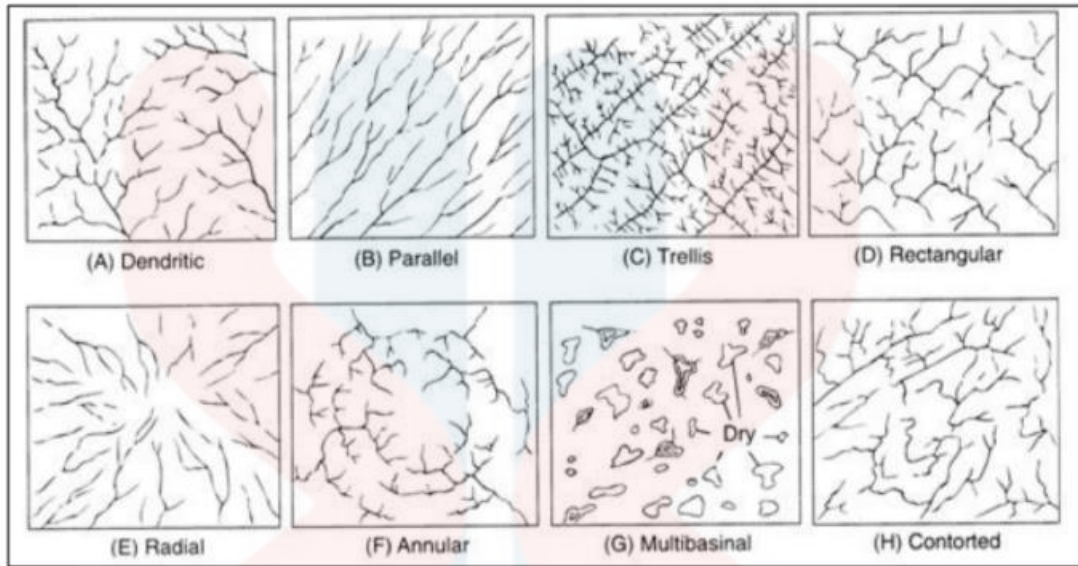 (A) Dendritic
(B) Parallel
(C) Trellis
(D) Rectangular
Dry
(E) Radial
(F) Annular
(G) Multibasinal
(H) Contorted